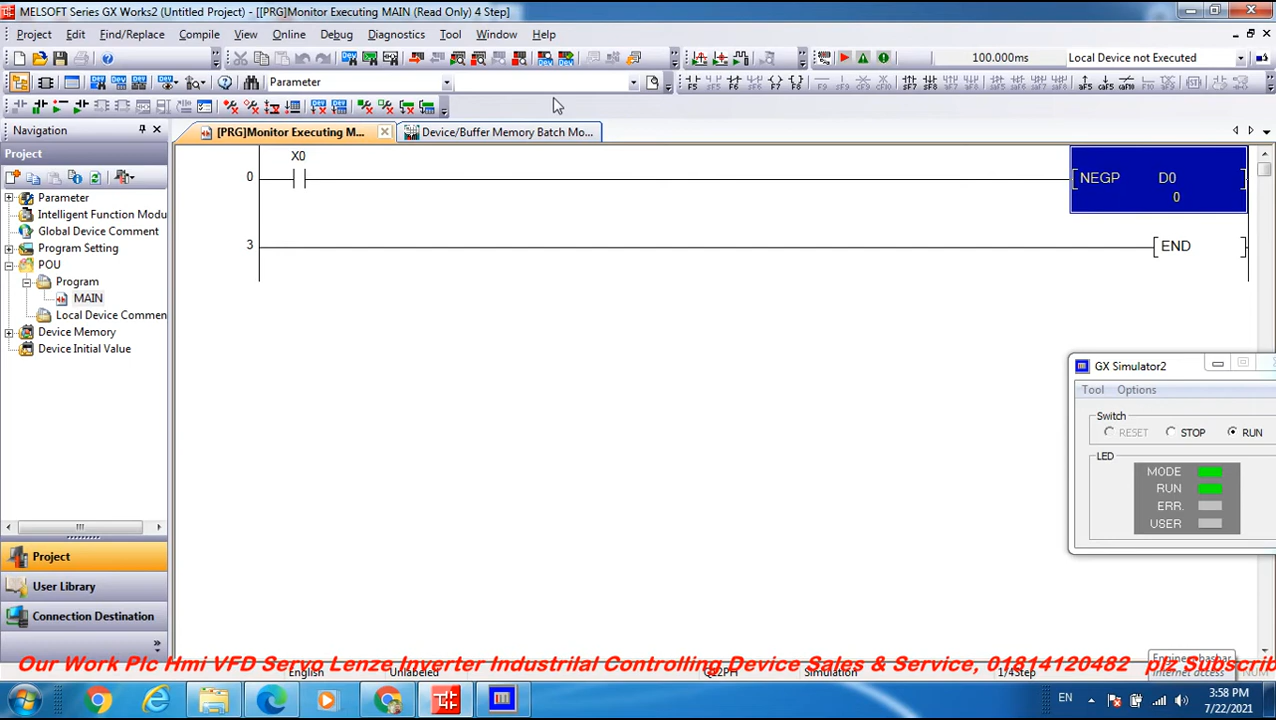 MELSOFT Series GX Works2 (Untitled Project) - [[PRG]Monitor Executing MAIN (Read Only) 4 Step]
Project Edit Find/Replace Compile View Online Debug Diagnostics Tool Window Help
100.000ms Local Device not Executed
Parameter
Navigation
[PRG]Monitor Executing M...
Device/Buffer Memory Batch Mo...
Project
Parameter
Intelligent Function Modu
Global Device Comment
Program Setting
POU
Program
MAIN
Local Device Commen
Device Memory
Device Initial Value
X0
0
NEGP D0
0
3
END
GX Simulator2
Tool Options
Switch
RESET STOP RUN
LED
MODE
RUN
ERR.
USER
Project
User Library
Connection Destination
Our Work Plc Hmi VFD Servo Lenze Inverter Industrilal Controlling Device Sales & Service, 01814120482 plz Subscrib
English Unlabeled Q12PH Simulation 1/4Step
Internet access
EN
3:58 PM
7/22/2021